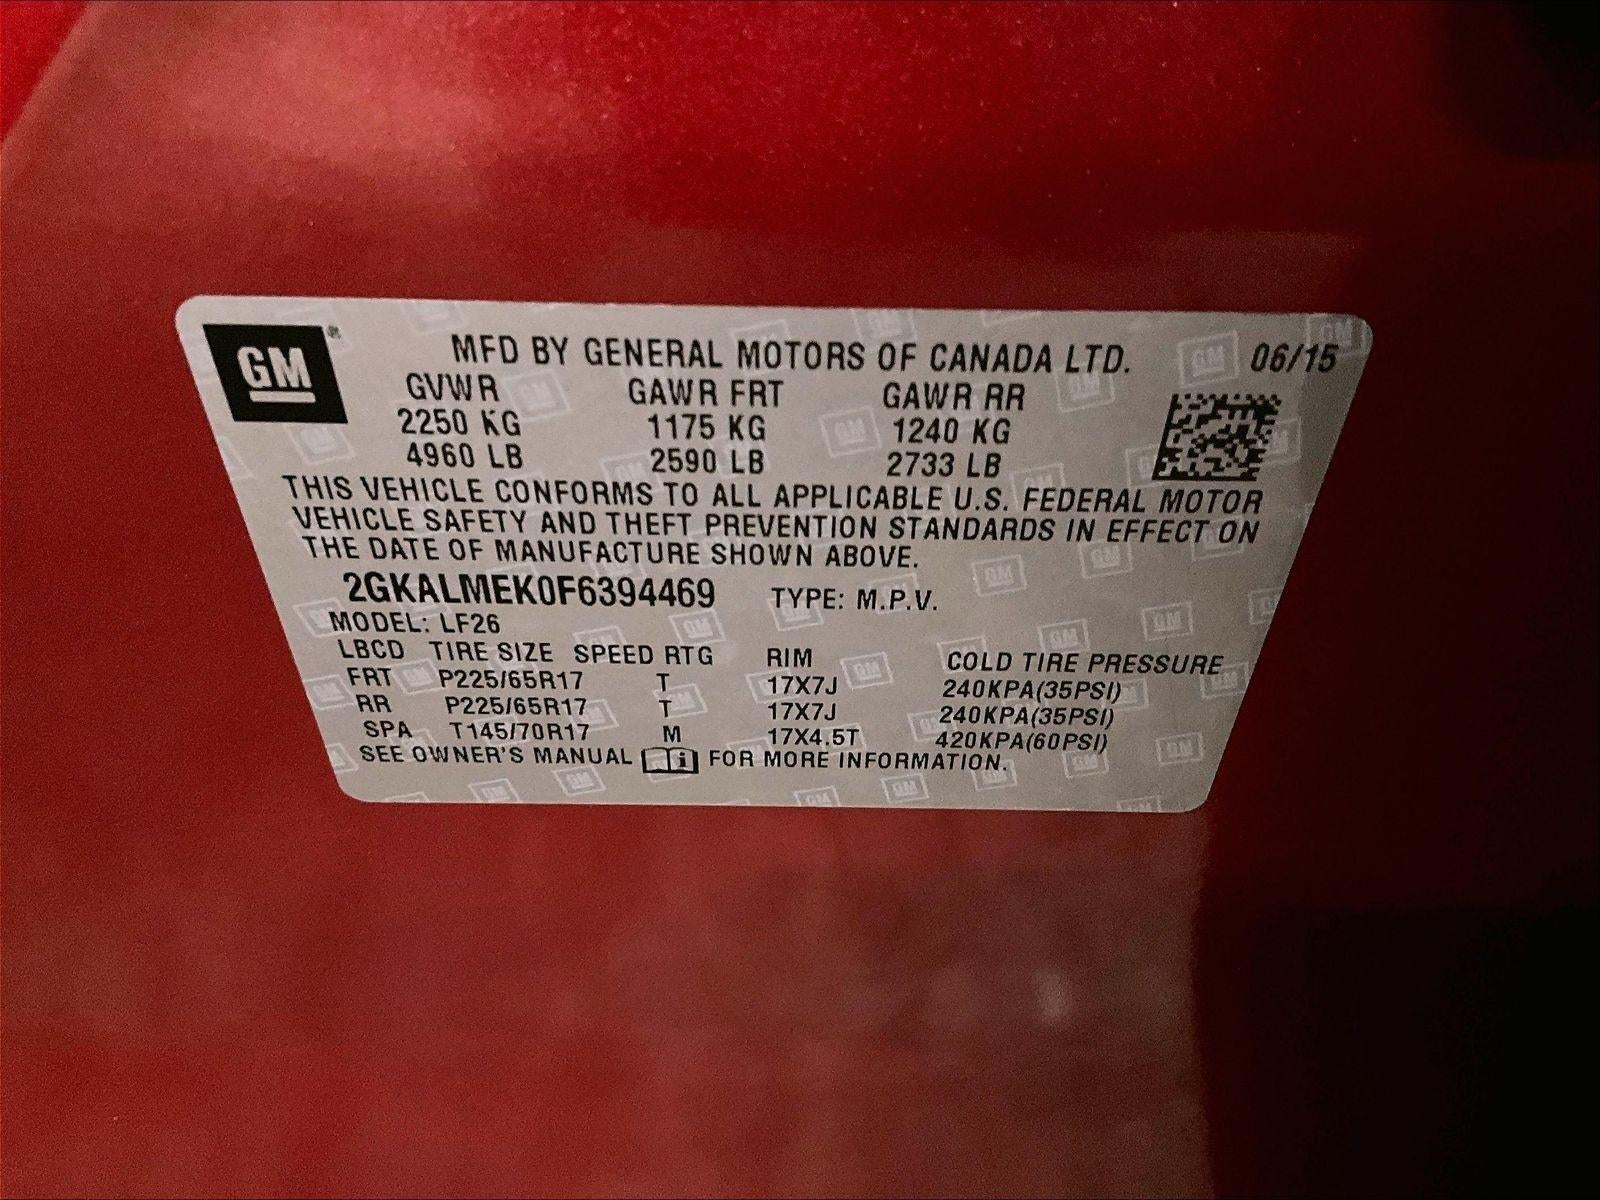 GM
MFD BY GENERAL MOTORS OF CANADA LTD. 06/15
GVWR GAWR FRT GAWR RR
2250 KG 1175 KG 1240 KG
4960 LB 2590 LB 2733 LB
THIS VEHICLE CONFORMS TO ALL APPLICABLE U.S. FEDERAL MOTOR
VEHICLE SAFETY AND THEFT PREVENTION STANDARDS IN EFFECT ON
THE DATE OF MANUFACTURE SHOWN ABOVE.
2GKALMEK0F6394469 TYPE: M.P.V.
MODEL: LF26
LBCD TIRE SIZE SPEED RTG RIM COLD TIRE PRESSURE
FRT P225/65R17 T 17X7J 240KPA(35PSI)
RR P225/65R17 T 17X7J 240KPA(35PSI)
SPA T145/70R17 M 17X4.5T 420KPA(60PSI)
SEE OWNER'S MANUAL i FOR MORE INFORMATION.